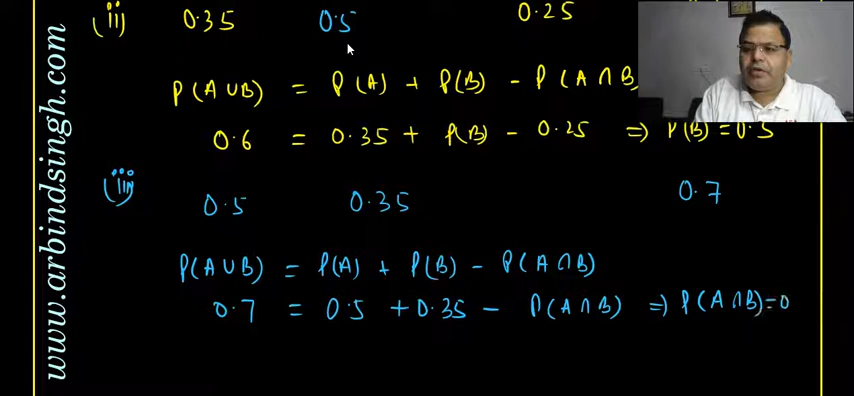 www.arbindsingh.com
(ii) 0.35 0.5 0.25
P(A∪B) = P(A) + P(B) - P(A∩B
0.6 = 0.35 + P(B) - 0.25 ⇒ P(B) = 0.5
(iii) 0.5 0.35 0.7
P(A∪B) = P(A) + P(B) - P(A∩B)
0.7 = 0.5 + 0.35 - P(A∩B) ⇒ P(A∩B) = 0